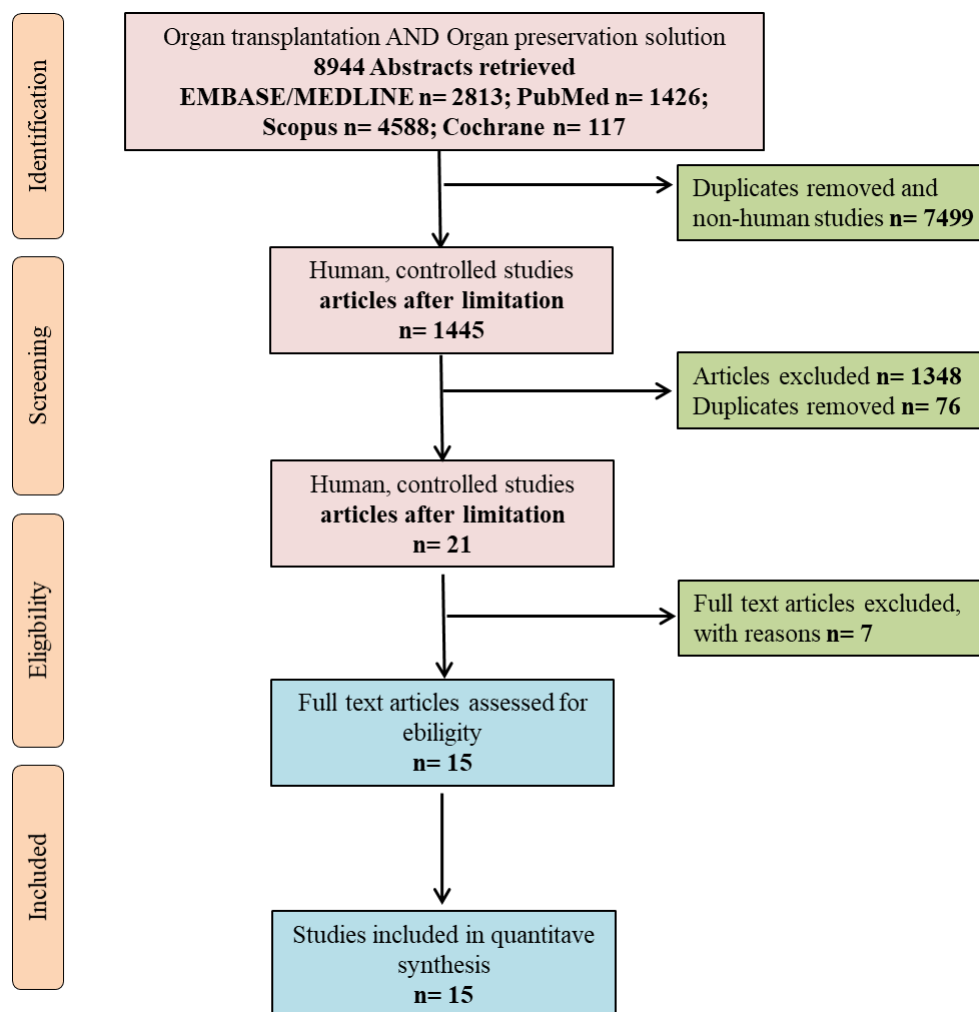 Identification
Organ transplantation AND Organ preservation solution
8944 Abstracts retrieved
EMBASE/MEDLINE n= 2813; PubMed n= 1426;
Scopus n= 4588; Cochrane n= 117
Duplicates removed and
non-human studies n= 7499
Screening
Human, controlled studies
articles after limitation
n= 1445
Articles excluded n= 1348
Duplicates removed n= 76
Human, controlled studies
articles after limitation
n= 21
Eligibility
Full text articles excluded,
with reasons n= 7
Full text articles assessed for
ebiligity
n= 15
Included
Studies included in quantitave
synthesis
n= 15